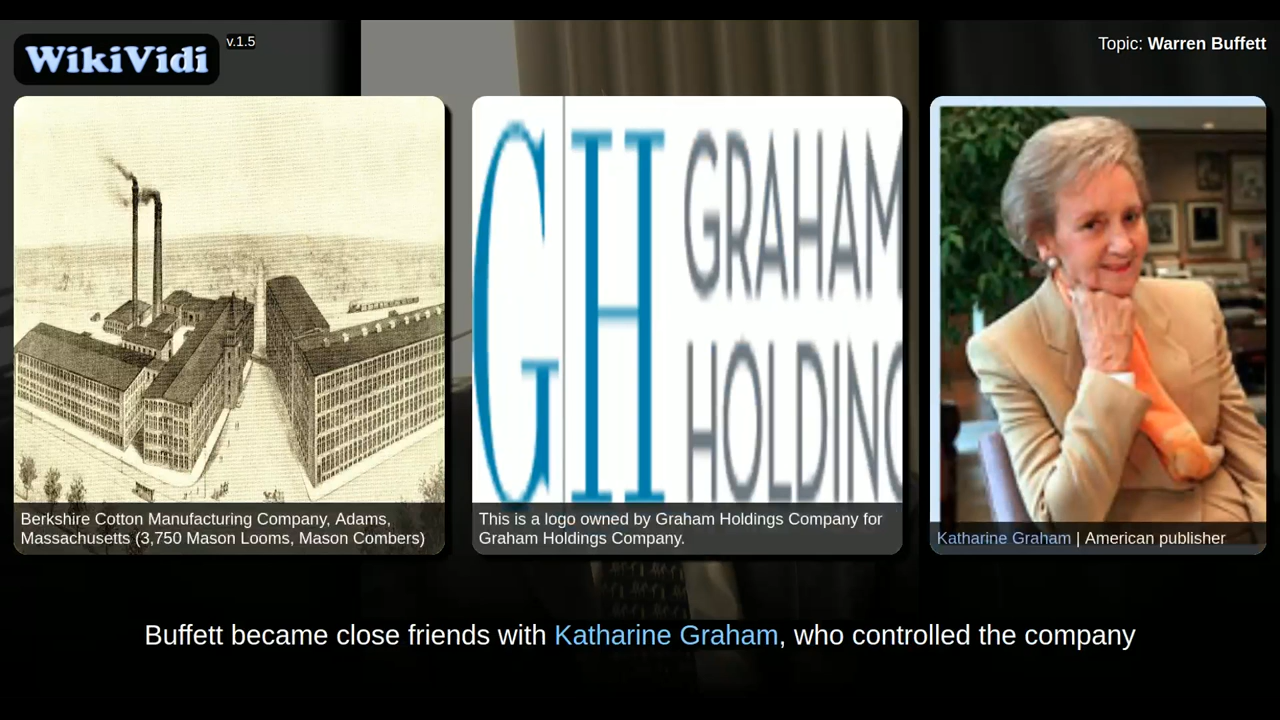 WikiVidi
v.1.5
Topic: Warren Buffett
GH
GRAHAM
HOLDING
Berkshire Cotton Manufacturing Company, Adams,
Massachusetts (3,750 Mason Looms, Mason Combers)
This is a logo owned by Graham Holdings Company for
Graham Holdings Company.
Katharine Graham | American publisher
Buffett became close friends with Katharine Graham, who controlled the company